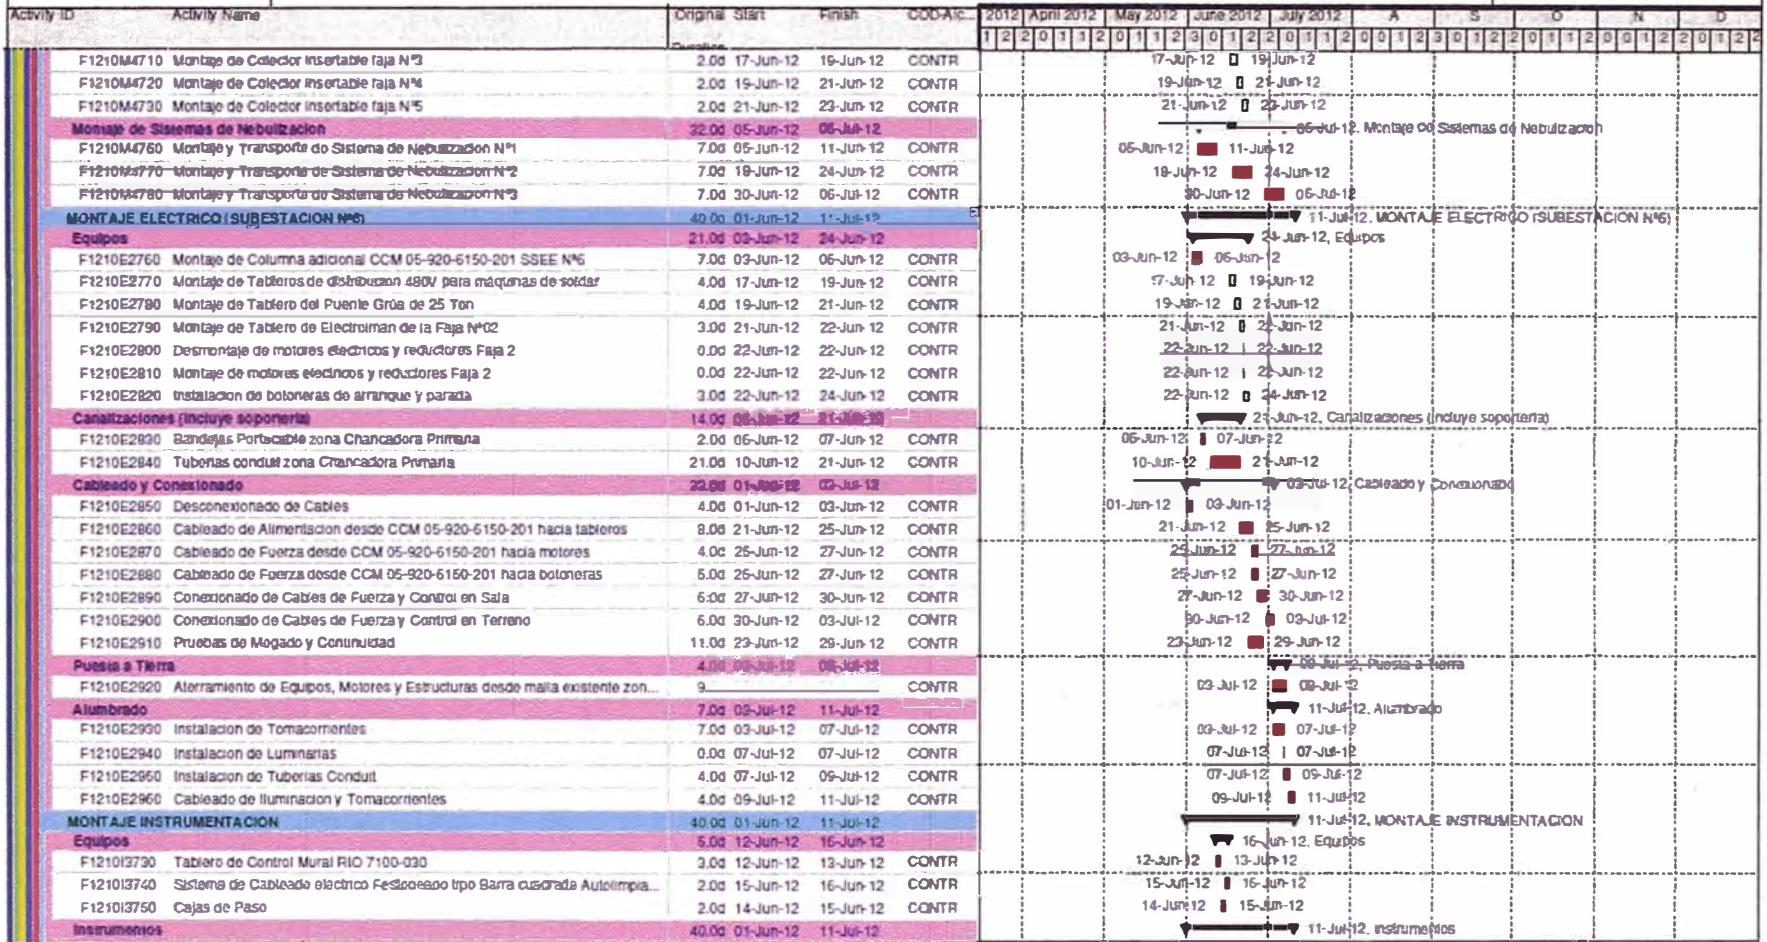 Activity ID Activity Name Original Start Finish COD-Alc...
Duration
2012 April 2012 May 2012 June 2012 July 2012 A S O N D
F1210M4710 Montaje de Colector insertable faja Nº3 2.0d 17-Jun-12 19-Jun-12 CONTR 17-Jun-12 19-Jun-12
F1210M4720 Montaje de Colector insertable faja Nº4 2.0d 19-Jun-12 21-Jun-12 CONTR 19-Jun-12 21-Jun-12
F1210M4730 Montaje de Colector insertable faja Nº5 2.0d 21-Jun-12 23-Jun-12 CONTR 21-Jun-12 23-Jun-12
Montaje de Sistemas de Nebulizacion 32.0d 05-Jun-12 06-Jul-12 06-Jul-12, Montaje de Sistemas de Nebulizacion
F1210M4760 Montaje y Transporte de Sistema de Nebulizacion Nº1 7.0d 05-Jun-12 11-Jun-12 CONTR 05-Jun-12 11-Jun-12
F1210M4770 Montaje y Transporte de Sistema de Nebulizacion Nº2 7.0d 18-Jun-12 24-Jun-12 CONTR 18-Jun-12 24-Jun-12
F1210M4780 Montaje y Transporte de Sistema de Nebulizacion Nº3 7.0d 30-Jun-12 06-Jul-12 CONTR 30-Jun-12 06-Jul-12
MONTAJE ELECTRICO (SUBESTACION Nº6) 40.0d 01-Jun-12 11-Jul-12 11-Jul-12, MONTAJE ELECTRICO (SUBESTACION Nº6)
Equipos 21.0d 03-Jun-12 24-Jun-12 24-Jun-12, Equipos
F1210E2760 Montaje de Columna adicional CCM 05-920-6150-201 SSEE Nº6 7.0d 03-Jun-12 06-Jun-12 CONTR 03-Jun-12 06-Jun-12
F1210E2770 Montaje de Tableros de distribucion 480V para maquinas de soldar 4.0d 17-Jun-12 19-Jun-12 CONTR 17-Jun-12 19-Jun-12
F1210E2780 Montaje de Tablero del Puente Grúa de 25 Ton 4.0d 19-Jun-12 21-Jun-12 CONTR 19-Jun-12 21-Jun-12
F1210E2790 Montaje de Tablero de Electroiman de la Faja Nº02 3.0d 21-Jun-12 22-Jun-12 CONTR 21-Jun-12 22-Jun-12
F1210E2800 Desmontaje de motores electricos y reductores Faja 2 0.0d 22-Jun-12 22-Jun-12 CONTR 22-Jun-12 22-Jun-12
F1210E2810 Montaje de motores electricos y reductores Faja 2 0.0d 22-Jun-12 22-Jun-12 CONTR 22-Jun-12 22-Jun-12
F1210E2820 Instalacion de botoneras de arranque y parada 3.0d 22-Jun-12 24-Jun-12 CONTR 22-Jun-12 24-Jun-12
Canalizaciones (incluye soporteria) 14.0d 21-Jun-12, Canalizaciones (incluye soporteria)
F1210E2830 Bandejas Portacable zona Chancadora Primaria 2.0d 06-Jun-12 07-Jun-12 CONTR 06-Jun-12 07-Jun-12
F1210E2840 Tuberias conduit zona Chancadora Primaria 21.0d 10-Jun-12 21-Jun-12 CONTR 10-Jun-12 21-Jun-12
Cableado y Conexionado 01-Jun-12 03-Jul-12 03-Jul-12, Cableado y Conexionado
F1210E2850 Desconexionado de Cables 4.0d 01-Jun-12 03-Jun-12 CONTR 01-Jun-12 03-Jun-12
F1210E2860 Cableado de Alimentacion desde CCM 05-920-6150-201 hacia tableros 8.0d 21-Jun-12 25-Jun-12 CONTR 21-Jun-12 25-Jun-12
F1210E2870 Cableado de Fuerza desde CCM 05-920-6150-201 hacia motores 4.0d 25-Jun-12 27-Jun-12 CONTR 25-Jun-12 27-Jun-12
F1210E2880 Cableado de Fuerza desde CCM 05-920-6150-201 hacia botoneras 5.0d 25-Jun-12 27-Jun-12 CONTR 25-Jun-12 27-Jun-12
F1210E2890 Conexionado de Cables de Fuerza y Control en Sala 6.0d 27-Jun-12 30-Jun-12 CONTR 27-Jun-12 30-Jun-12
F1210E2900 Conexionado de Cables de Fuerza y Control en Terreno 6.0d 30-Jun-12 03-Jul-12 CONTR 30-Jun-12 03-Jul-12
F1210E2910 Pruebas de Megado y Continuidad 11.0d 23-Jun-12 29-Jun-12 CONTR 23-Jun-12 29-Jun-12
Puesta a Tierra 08-Jul-12, Puesta a Tierra
F1210E2920 Aterramiento de Equipos, Motores y Estructuras desde malla existente zon... 9 CONTR 03-Jul-12 08-Jul-12
Alumbrado 7.0d 03-Jul-12 11-Jul-12 11-Jul-12, Alumbrado
F1210E2930 Instalacion de Tomacorrientes 7.0d 03-Jul-12 07-Jul-12 CONTR 03-Jul-12 07-Jul-12
F1210E2940 Instalacion de Luminarias 0.0d 07-Jul-12 07-Jul-12 CONTR 07-Jul-12 07-Jul-12
F1210E2950 Instalacion de Tuberias Conduit 4.0d 07-Jul-12 09-Jul-12 CONTR 07-Jul-12 09-Jul-12
F1210E2960 Cableado de Iluminacion y Tomacorrientes 4.0d 09-Jul-12 11-Jul-12 CONTR 09-Jul-12 11-Jul-12
MONTAJE INSTRUMENTACION 40.0d 01-Jun-12 11-Jul-12 11-Jul-12, MONTAJE INSTRUMENTACION
Equipos 5.0d 12-Jun-12 16-Jun-12 16-Jun-12, Equipos
F1210I3730 Tablero de Control Mural RIO 7100-030 3.0d 12-Jun-12 13-Jun-12 CONTR 12-Jun-12 13-Jun-12
F1210I3740 Sistema de Cableado electrico Festoneado tipo Barra cuadrada Autolimpia... 2.0d 15-Jun-12 16-Jun-12 CONTR 15-Jun-12 16-Jun-12
F1210I3750 Cajas de Paso 2.0d 14-Jun-12 15-Jun-12 CONTR 14-Jun-12 15-Jun-12
Instrumentos 40.0d 01-Jun-12 11-Jul-12 11-Jul-12, Instrumentos